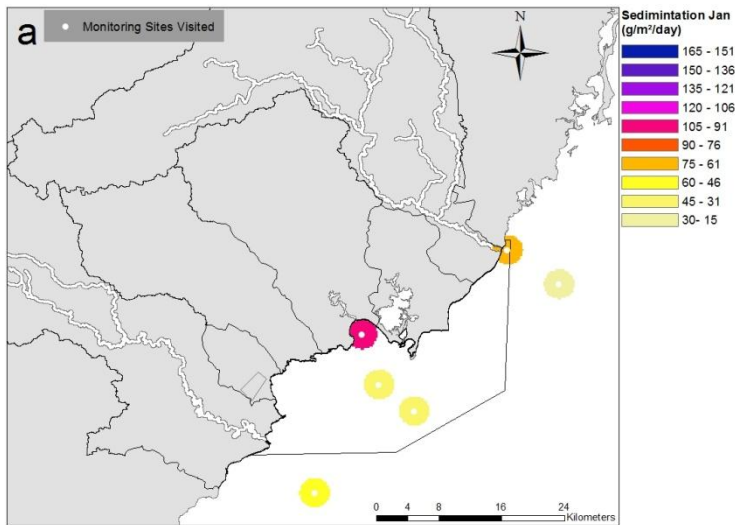 a
Monitoring Sites Visited
N
Sedimintation Jan
(g/m²/day)
165 - 151
150 - 136
135 - 121
120 - 106
105 - 91
90 - 76
75 - 61
60 - 46
45 - 31
30- 15
0 4 8 16 24
Kilometers